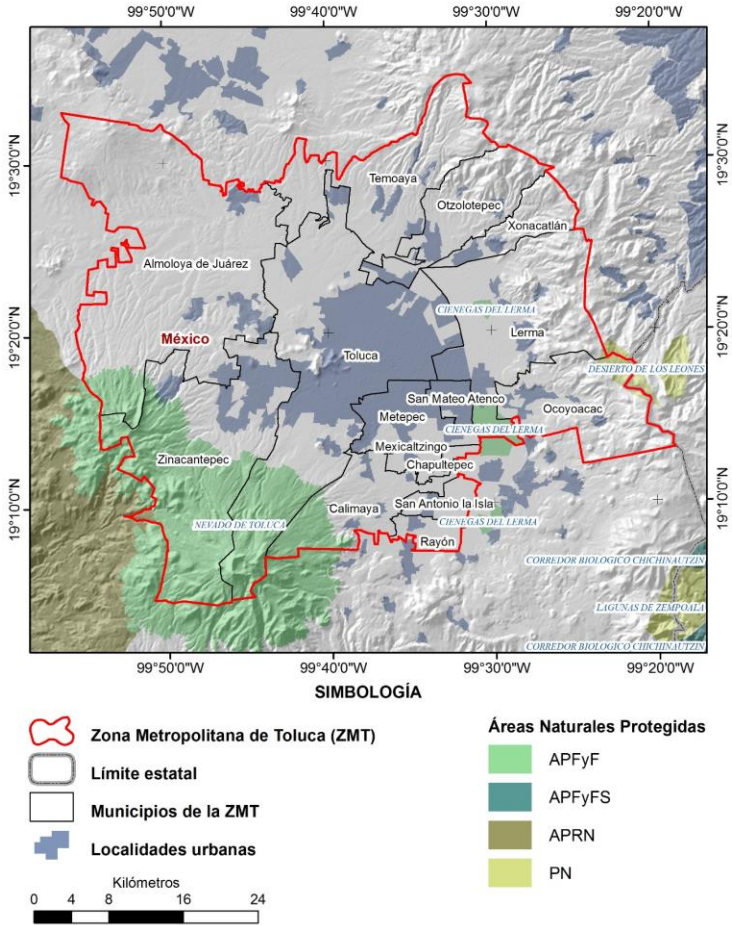 99°50'0"W
99°40'0"W
99°30'0"W
99°20'0"W
19°30'0"N
19°30'0"N
Temoaya
Otzolotepec
Xonacatlán
Almoloya de Juárez
CIENEGAS DEL LERMA
19°20'0"N
México
Lerma
19°20'0"N
Toluca
DESIERTO DE LOS LEONES
San Mateo Atenco
Ocoyoacac
Metepec
CIENEGAS DEL LERMA
Mexicaltzingo
Zinacantepec
Chapultepec
19°10'0"N
San Antonio la Isla
19°10'0"N
Calimaya
NEVADO DE TOLUCA
CIENEGAS DEL LERMA
Rayón
CORREDOR BIOLOGICO CHICHINAUTZIN
LAGUNAS DE ZEMPOALA
CORREDOR BIOLOGICO CHICHINAUTZIN
99°50'0"W
99°40'0"W
99°30'0"W
99°20'0"W
SIMBOLOGÍA
Zona Metropolitana de Toluca (ZMT)
Límite estatal
Municipios de la ZMT
Localidades urbanas
Kilómetros
0 4 8 16 24
Áreas Naturales Protegidas
APFyF
APFyFS
APRN
PN